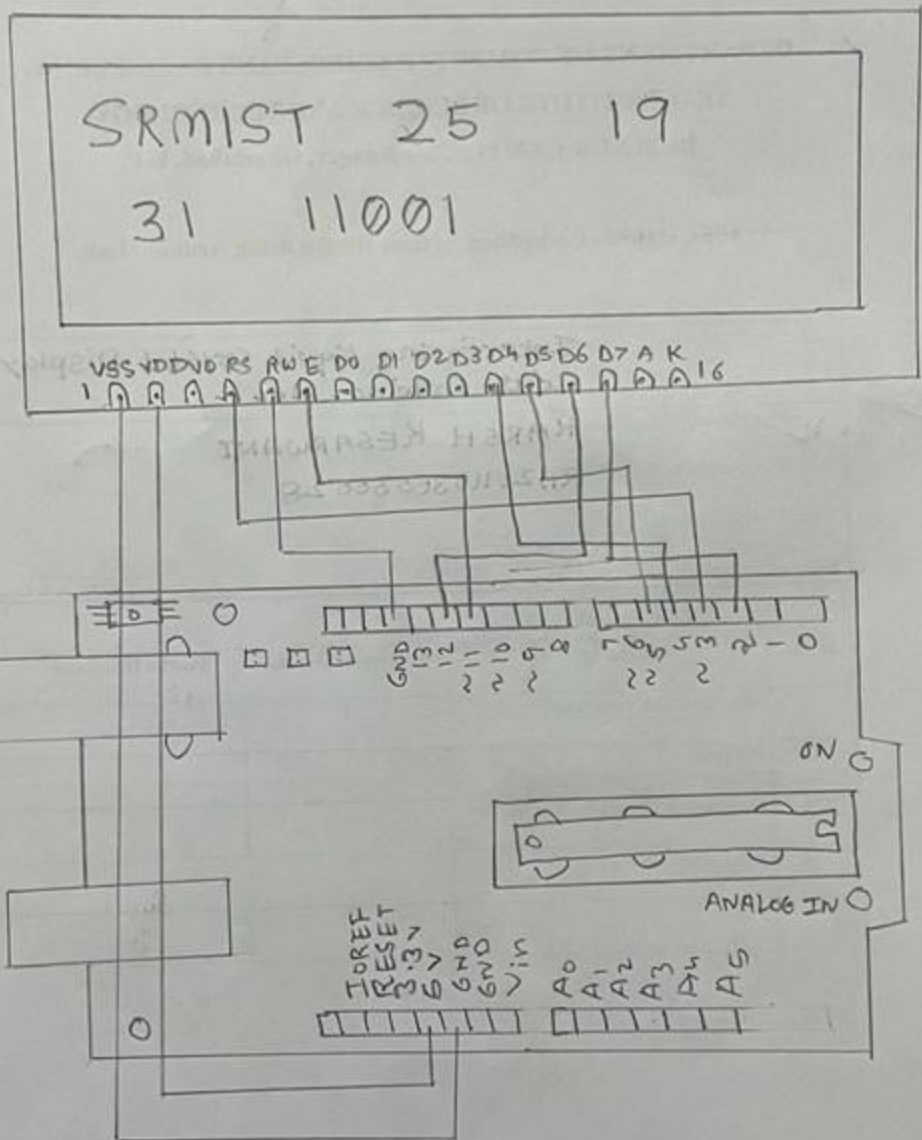 SRMIST 25 19
31 11001
1 VSS VDD VO RS RW E D0 D1 D2 D3 D4 D5 D6 D7 A K 16
GND 13 12 ~11 ~10 ~9 8 7 ~6 ~5 4 ~3 2 1 0
ON
ANALOG IN
IOREF RESET 3.3V 5V GND GND Vin A0 A1 A2 A3 A4 A5